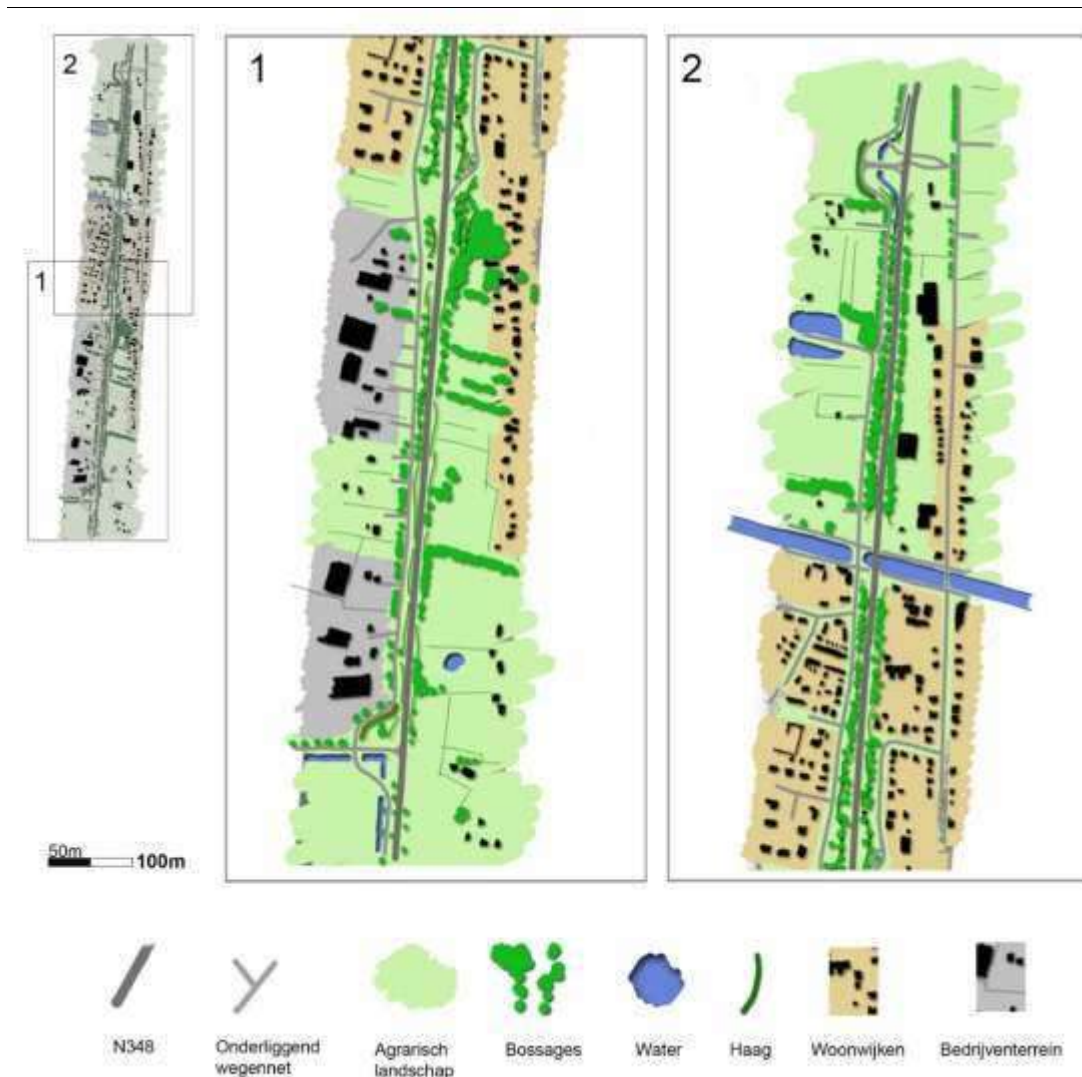 2
1
1
2
50m
100m
N348
Onderliggend
wegennet
Agrarisch
landschap
Bossages
Water
Haag
Woonwijken
Bedrijventerrein